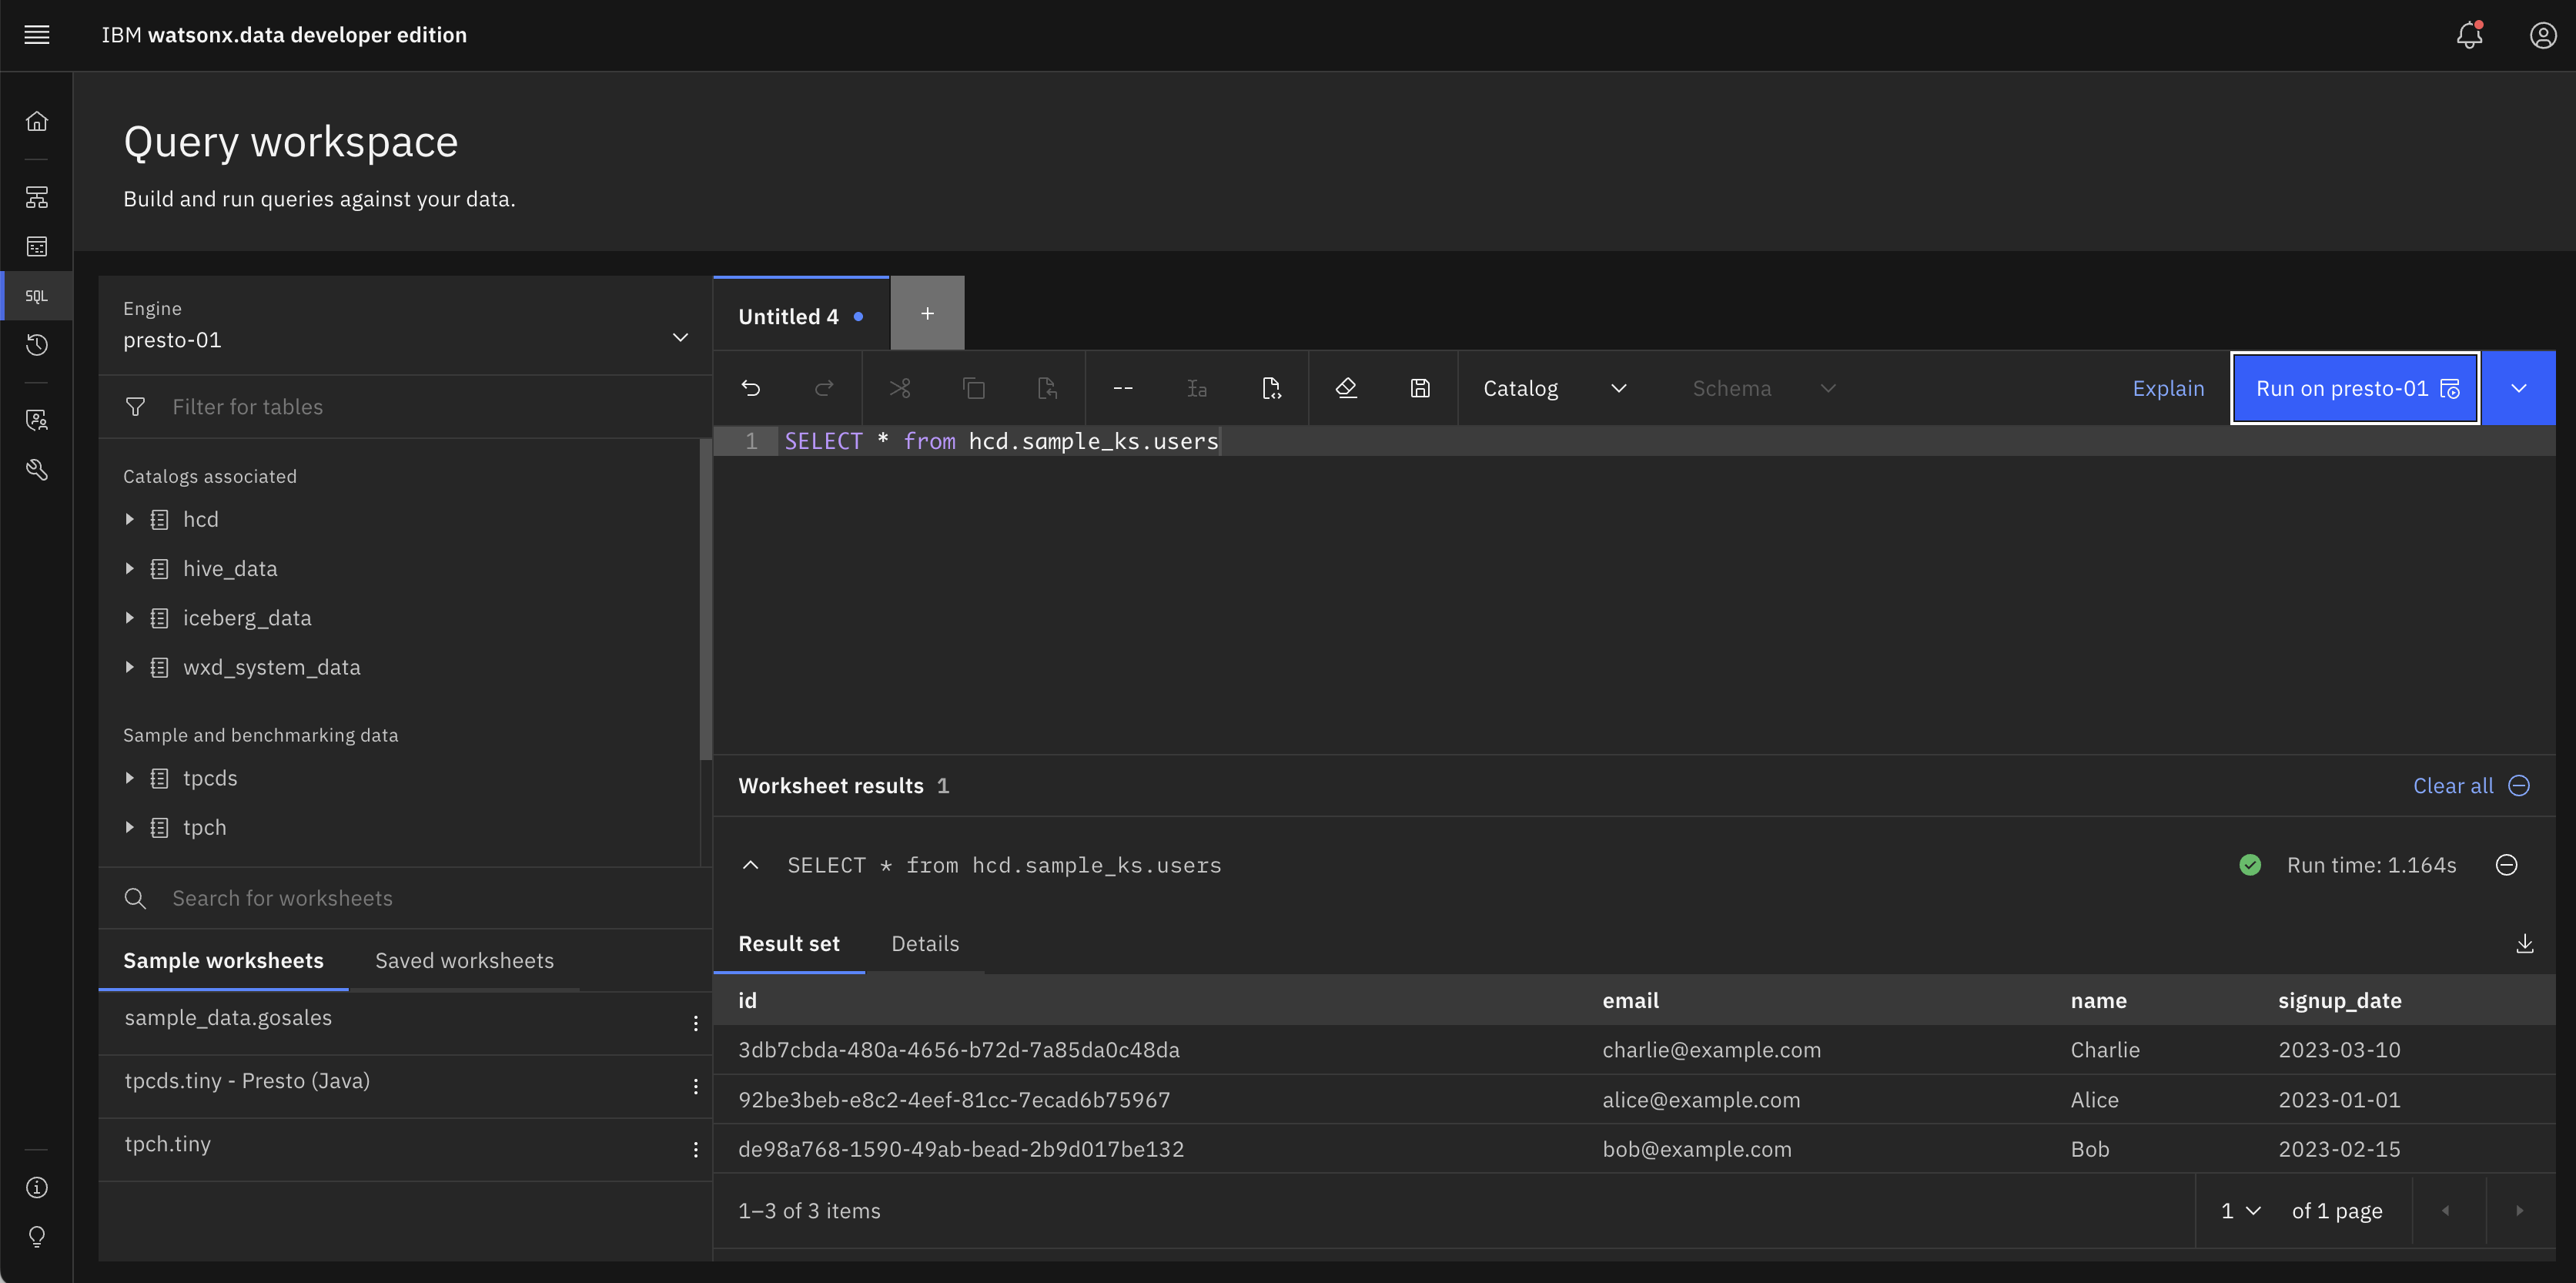 IBM watsonx.data developer edition
Query workspace
Build and run queries against your data.
SQL
Engine
presto-01
Filter for tables
Catalogs associated
hcd
hive_data
iceberg_data
wxd_system_data
Sample and benchmarking data
tpcds
tpch
Search for worksheets
Sample worksheets Saved worksheets
sample_data.gosales
tpcds.tiny - Presto (Java)
tpch.tiny
Untitled 4 +
-- Catalog Schema Explain Run on presto-01
1 SELECT * from hcd.sample_ks.users
Worksheet results 1 Clear all
SELECT * from hcd.sample_ks.users Run time: 1.164s
Result set Details
id email name signup_date
3db7cbda-480a-4656-b72d-7a85da0c48da charlie@example.com Charlie 2023-03-10
92be3beb-e8c2-4eef-81cc-7ecad6b75967 alice@example.com Alice 2023-01-01
de98a768-1590-49ab-bead-2b9d017be132 bob@example.com Bob 2023-02-15
1–3 of 3 items 1 of 1 page